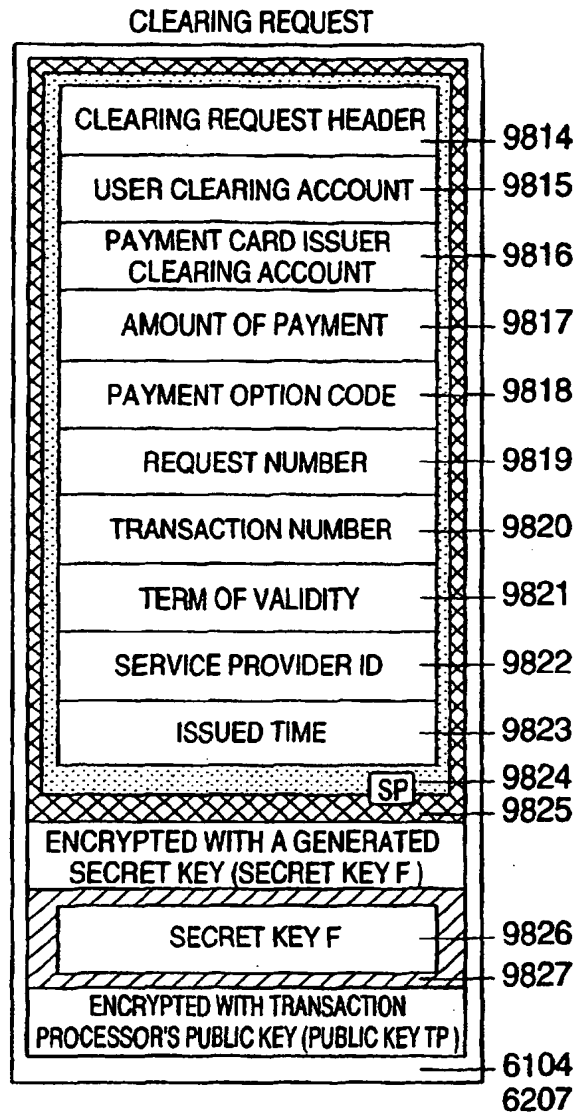 CLEARING REQUEST
CLEARING REQUEST HEADER
9814
USER CLEARING ACCOUNT
9815
PAYMENT CARD ISSUER
CLEARING ACCOUNT
9816
AMOUNT OF PAYMENT
9817
PAYMENT OPTION CODE
9818
REQUEST NUMBER
9819
TRANSACTION NUMBER
9820
TERM OF VALIDITY
9821
SERVICE PROVIDER ID
9822
ISSUED TIME
9823
SP
9824
9825
ENCRYPTED WITH A GENERATED
SECRET KEY (SECRET KEY F)
SECRET KEY F
9826
9827
ENCRYPTED WITH TRANSACTION
PROCESSOR'S PUBLIC KEY (PUBLIC KEY TP)
6104
6207